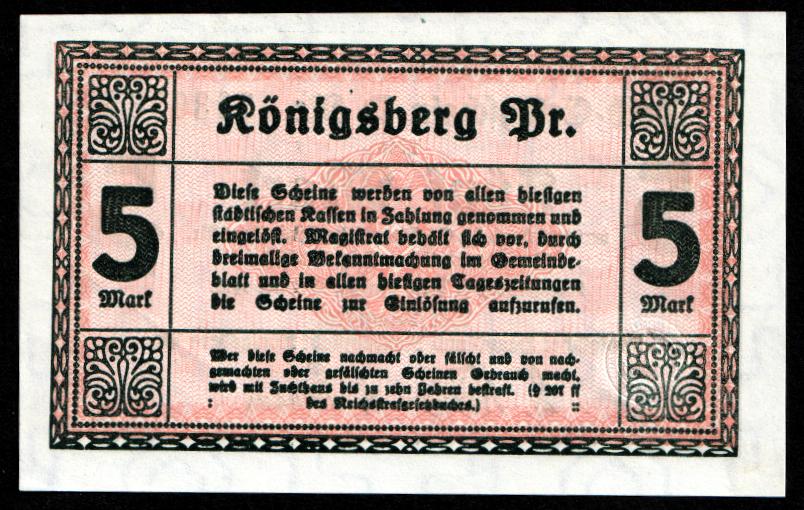 Königsberg Pr.
5
Mark
Diese Scheine werden von allen hiesigen
städtischen Kassen in Zahlung genommen und
eingelöst. Magistrat behält sich vor, durch
dreimalige Bekanntmachung im Gemeinde-
blatt und in allen hiesigen Tageszeitungen
die Scheine zur Einlösung aufzurufen.
5
Mark
Wer diese Scheine nachmacht oder fälscht und von nach-
gemachten oder gefälschten Scheinen Gebrauch macht,
wird mit Zuchthaus bis zu zehn Jahren bestraft. (§ 207 ff
: des Reichsstrafgesetzbuches.) ::